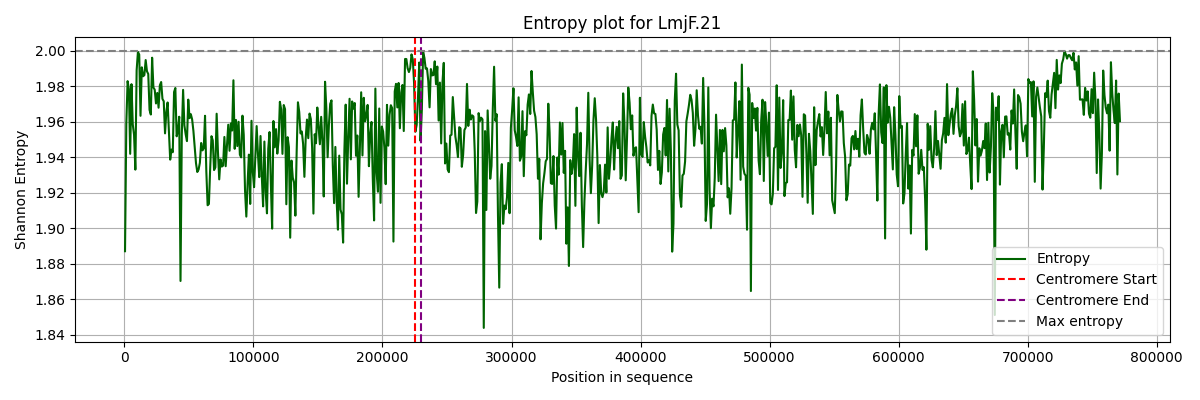 Entropy plot for LmjF.21
Shannon Entropy
2.00
1.98
1.96
1.94
1.92
1.90
1.88
1.86
1.84
Entropy
Centromere Start
Centromere End
Max entropy
0 100000 200000 300000 400000 500000 600000 700000 800000
Position in sequence